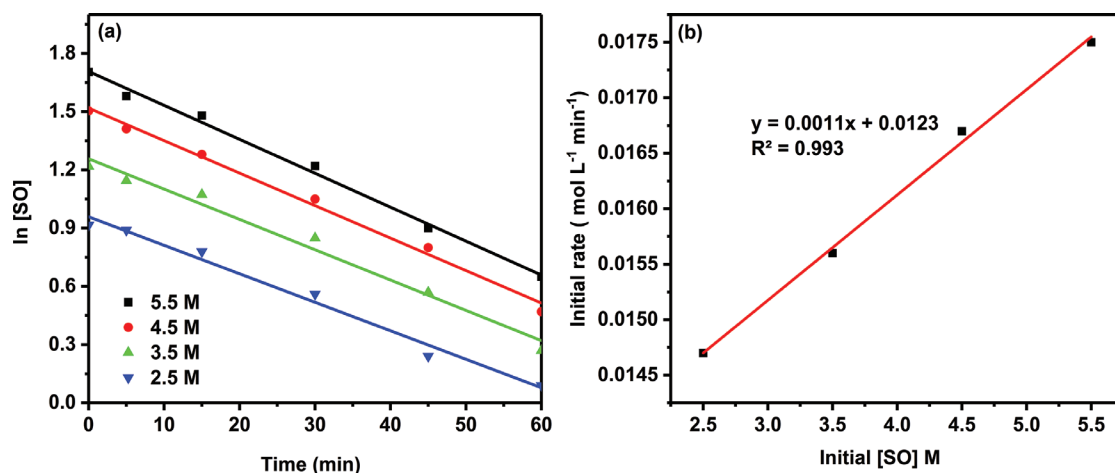 (a)
1.8
1.5
1.2
0.9
0.6
0.3
0.0
ln [SO]
5.5 M
4.5 M
3.5 M
2.5 M
0 10 20 30 40 50 60
Time (min)
(b)
0.0175
0.0170
0.0165
0.0160
0.0155
0.0150
0.0145
Initial rate ( mol L⁻¹ min⁻¹)
y = 0.0011x + 0.0123
R² = 0.993
2.5 3.0 3.5 4.0 4.5 5.0 5.5
Initial [SO] M